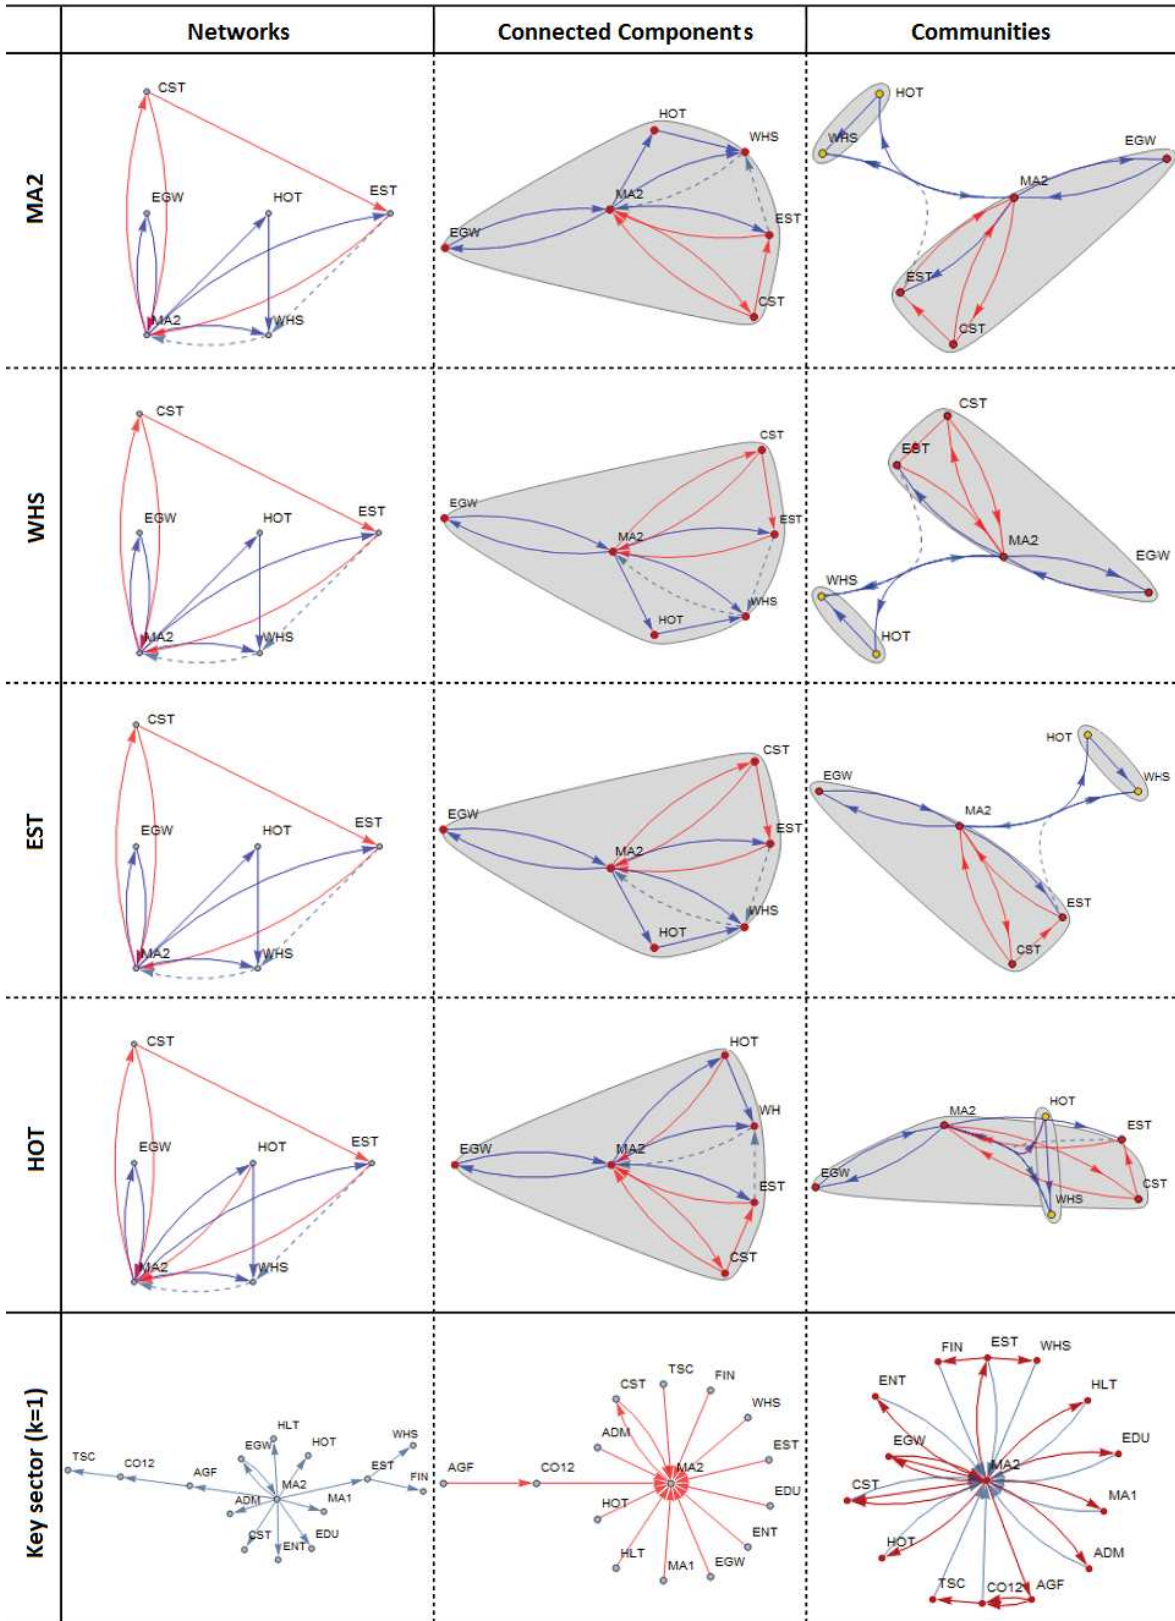 Networks Connected Components Communities
MA2
CST
EGW
HOT
EST
MA2
WHS
HOT
WHS
MA2
EST
EGW
CST
HOT
WHS
EGW
MA2
EST
CST
WHS
CST
EGW
HOT
EST
MA2
WHS
CST
EGW
EST
MA2
WHS
HOT
CST
EST
MA2
EGW
WHS
HOT
EST
CST
EGW
HOT
EST
MA2
WHS
CST
EGW
EST
MA2
WHS
HOT
HOT
EGW
WHS
MA2
EST
CST
HOT
CST
EGW
HOT
EST
MA2
WHS
HOT
WH
MA2
EGW
EST
CST
HOT
MA2
EST
EGW
CST
WHS
Key sector (k=1)
HLT
WHS
EGW
HOT
TSC
CO12
EST
AGF
MA2
FIN
ADM
MA1
CST
EDU
ENT
TSC
FIN
CST
WHS
ADM
EST
MA2
AGF
CO12
EDU
HOT
ENT
HLT
MA1
EGW
FIN
EST
WHS
ENT
HLT
EGW
EDU
MA2
CST
MA1
HOT
ADM
TSC
CO12
AGF